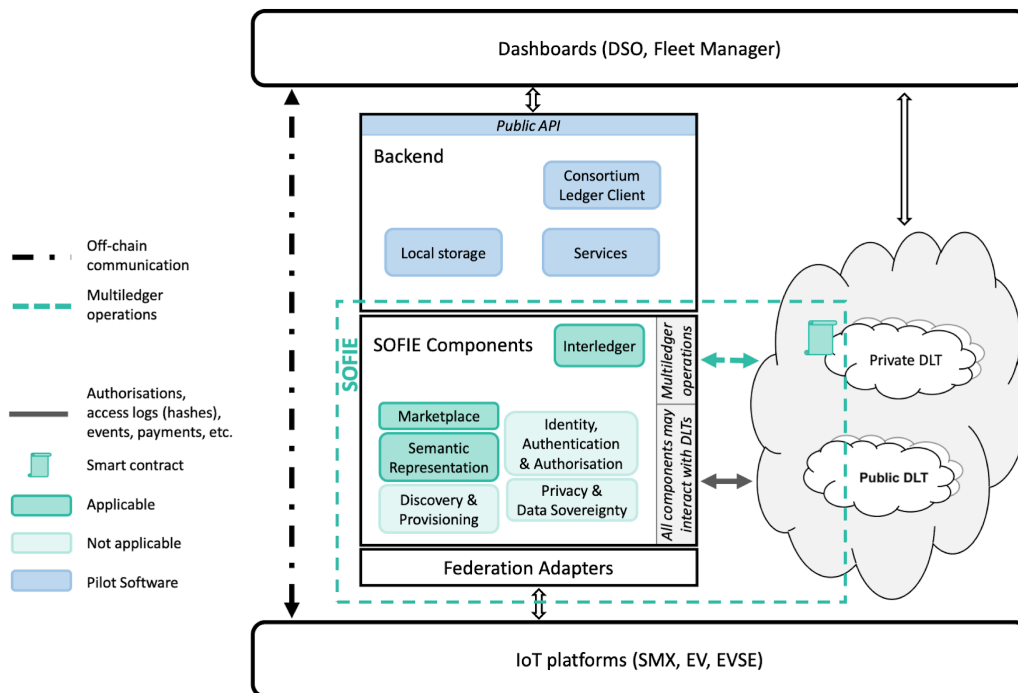 Dashboards (DSO, Fleet Manager)
Public API
Backend
Consortium
Ledger Client
Local storage
Services
Off-chain
communication
Multiledger
operations
SOFIE
SOFIE Components
Interledger
Multiledger
operations
Private DLT
Authorisations,
access logs (hashes),
events, payments, etc.
Marketplace
Identity,
Authentication
& Authorisation
Semantic
Representation
All components may
interact with DLTs
Public DLT
Smart contract
Discovery &
Provisioning
Privacy &
Data Sovereignty
Applicable
Not applicable
Pilot Software
Federation Adapters
IoT platforms (SMX, EV, EVSE)